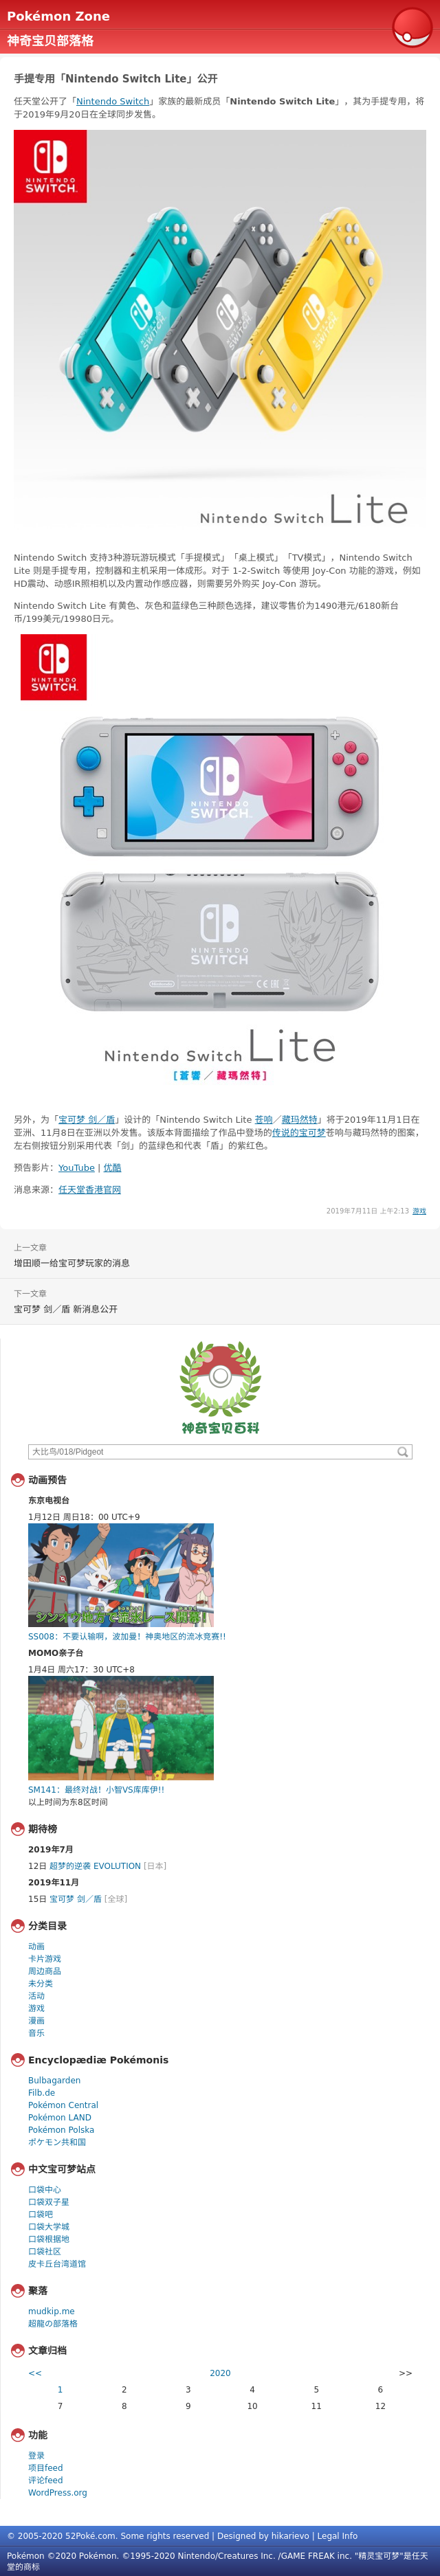 Pokémon Zone
神奇宝贝部落格
手提专用「Nintendo Switch Lite」公开
任天堂公开了「Nintendo Switch」家族的最新成员「Nintendo Switch Lite」，其为手提专用，将
于2019年9月20日在全球同步发售。
NINTENDO
SWITCH
Nintendo Switch Lite
Nintendo Switch 支持3种游玩游玩模式「手提模式」「桌上模式」「TV模式」，Nintendo Switch
Lite 则是手提专用，控制器和主机采用一体成形。对于 1-2-Switch 等使用 Joy-Con 功能的游戏，例如
HD震动、动感IR照相机以及内置动作感应器，则需要另外购买 Joy-Con 游玩。
Nintendo Switch Lite 有黄色、灰色和蓝绿色三种颜色选择，建议零售价为1490港元/6180新台
币/199美元/19980日元。
NINTENDO
SWITCH
NINTENDO
SWITCH
Nintendo Switch Lite
[蒼響／藏瑪然特]
另外，为「宝可梦 剑／盾」设计的「Nintendo Switch Lite 苍响／藏玛然特」将于2019年11月1日在
亚洲、11月8日在亚洲以外发售。该版本背面描绘了作品中登场的传说的宝可梦苍响与藏玛然特的图案，
左右侧按键分别采用代表「剑」的蓝绿色和代表「盾」的紫红色。
预告影片：YouTube | 优酷
消息来源：任天堂香港官网
2019年7月11日 上午2:13 游戏
上一文章
增田顺一给宝可梦玩家的消息
下一文章
宝可梦 剑／盾 新消息公开
神奇宝贝百科
大比鸟/018/Pidgeot
动画预告
东京电视台
1月12日 周日18：00 UTC+9
シンオウ地方で流氷レース開幕!
SS008：不要认输啊，波加曼！神奥地区的流冰竞赛!!
MOMO亲子台
1月4日 周六17：30 UTC+8
SM141：最终对战！小智VS库库伊!!
以上时间为东8区时间
期待榜
2019年7月
12日 超梦的逆袭 EVOLUTION [日本]
2019年11月
15日 宝可梦 剑／盾 [全球]
分类目录
动画
卡片游戏
周边商品
未分类
活动
游戏
漫画
音乐
Encyclopædiæ Pokémonis
Bulbagarden
Filb.de
Pokémon Central
Pokémon LAND
Pokémon Polska
ポケモン共和国
中文宝可梦站点
口袋中心
口袋双子星
口袋吧
口袋大学城
口袋根据地
口袋社区
皮卡丘台湾道馆
聚落
mudkip.me
超龍の部落格
文章归档
<< 2020 >>
1 2 3 4 5 6
7 8 9 10 11 12
功能
登录
项目feed
评论feed
WordPress.org
© 2005-2020 52Poké.com. Some rights reserved | Designed by hikarievo | Legal Info
Pokémon ©2020 Pokémon. ©1995-2020 Nintendo/Creatures Inc. /GAME FREAK inc. "精灵宝可梦"是任天
堂的商标